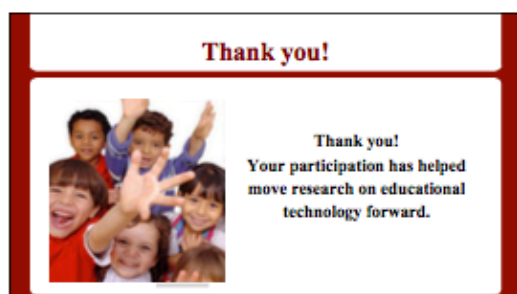 Thank you!
Thank you!
Your participation has helped
move research on educational
technology forward.